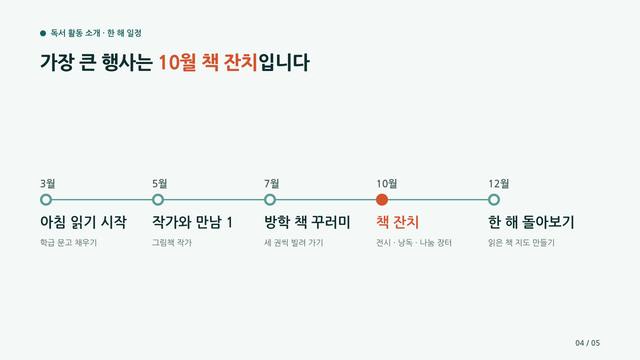 독서 활동 소개 · 한 해 일정
가장 큰 행사는 10월 책 잔치입니다
3월
아침 읽기 시작
학급 문고 채우기
5월
작가와 만남 1
그림책 작가
7월
방학 책 꾸러미
세 권씩 빌려 가기
10월
책 잔치
전시 · 낭독 · 나눔 장터
12월
한 해 돌아보기
읽은 책 지도 만들기
04 / 05